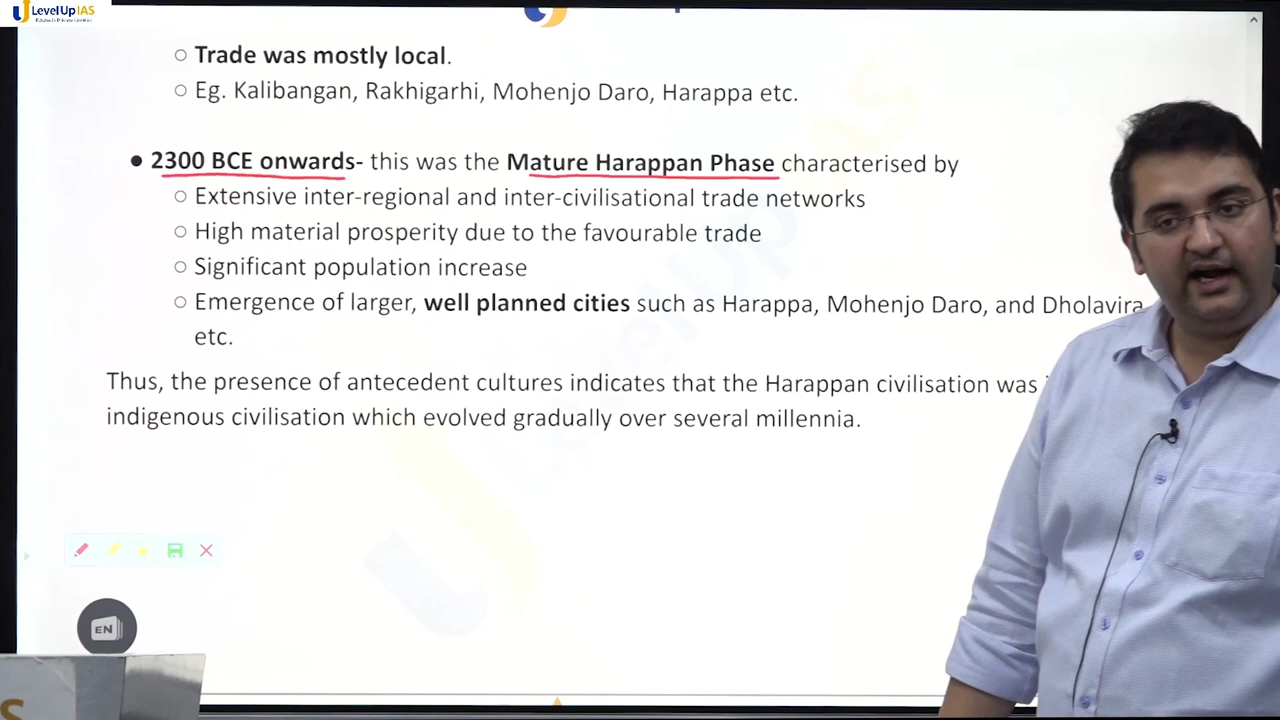 LevelUp IAS
○ Trade was mostly local.
○ Eg. Kalibangan, Rakhigarhi, Mohenjo Daro, Harappa etc.
● 2300 BCE onwards- this was the Mature Harappan Phase characterised by
○ Extensive inter-regional and inter-civilisational trade networks
○ High material prosperity due to the favourable trade
○ Significant population increase
○ Emergence of larger, well planned cities such as Harappa, Mohenjo Daro, and Dholavira
etc.
Thus, the presence of antecedent cultures indicates that the Harappan civilisation was
indigenous civilisation which evolved gradually over several millennia.
EN
S